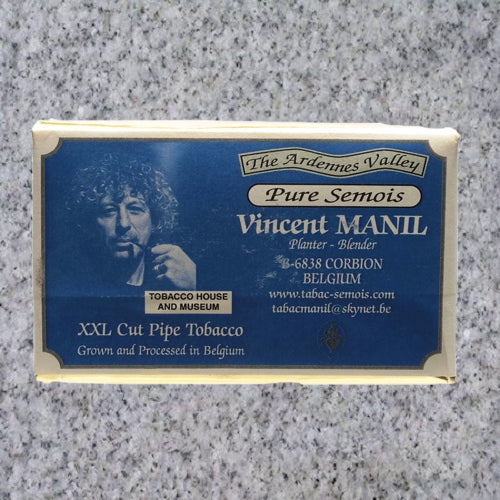 The Ardennes Valley
Pure Semois
Vincent MANIL
Planter - Blender
B-6838 CORBION
BELGIUM
www.tabac-semois.com
tabacmanil@skynet.be
TOBACCO HOUSE
AND MUSEUM
XXL Cut Pipe Tobacco
Grown and Processed in Belgium